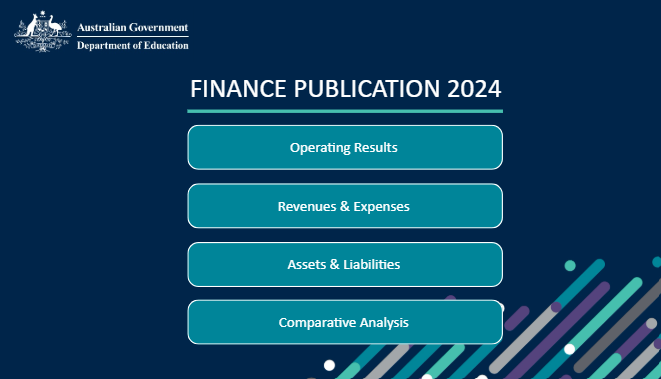 Australian Government
Department of Education
FINANCE PUBLICATION 2024
Operating Results
Revenues & Expenses
Assets & Liabilities
Comparative Analysis